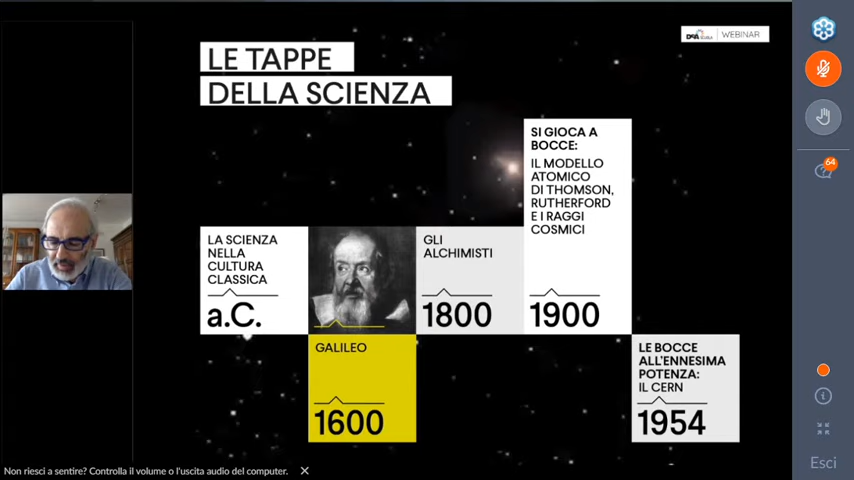 DeA SCUOLA WEBINAR
LE TAPPE
DELLA SCIENZA
SI GIOCA A
BOCCE:
IL MODELLO
ATOMICO
DI THOMSON,
RUTHERFORD
E I RAGGI
COSMICI
LA SCIENZA
NELLA
CULTURA
CLASSICA
a.C.
GLI
ALCHIMISTI
1800
1900
GALILEO
1600
LE BOCCE
ALL'ENNESIMA
POTENZA:
IL CERN
1954
64
Non riesci a sentire? Controlla il volume o l'uscita audio del computer.
Esci